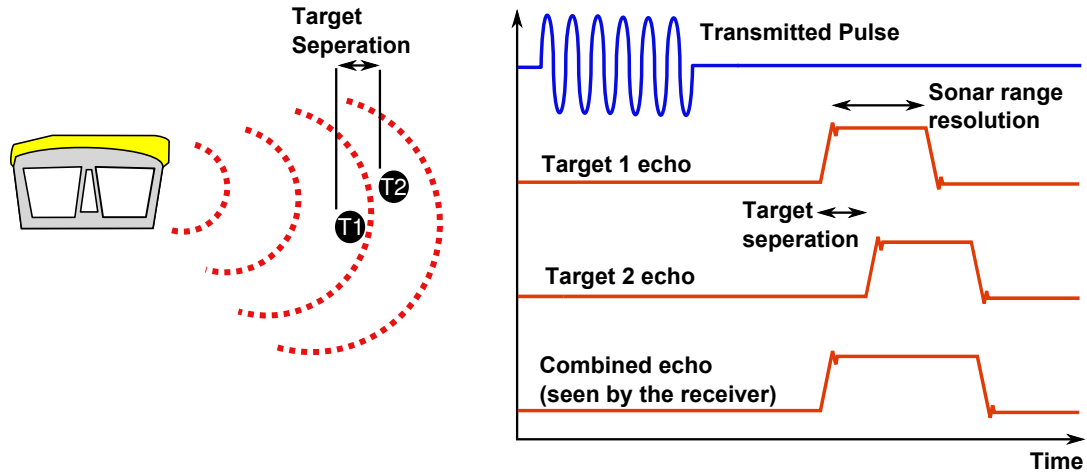 Target
Seperation
T1
T2
Transmitted Pulse
Sonar range
resolution
Target 1 echo
Target
seperation
Target 2 echo
Combined echo
(seen by the receiver)
Time